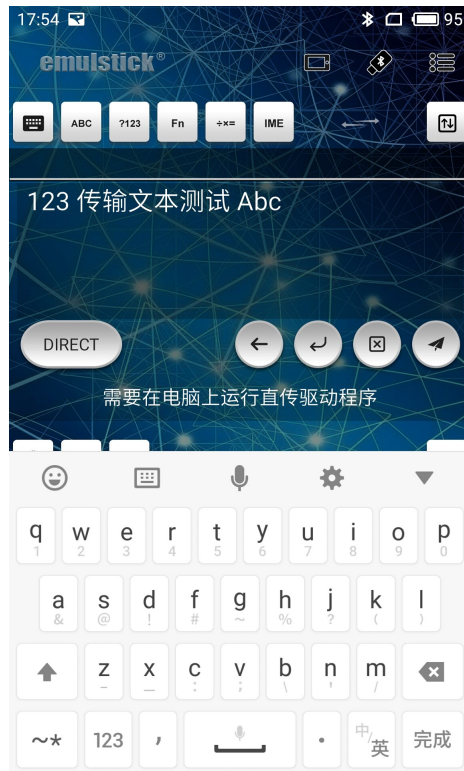 17:54 95
emulstick®
ABC ?123 Fn ÷×= IME
123 传输文本测试 Abc
DIRECT
需要在电脑上运行直传驱动程序
q w e r t y u i o p
1 2 3 4 5 6 7 8 9 0
a s d f g h j k l
& @ ! # ~ % ? ( )
z x c v b n m
- _ : ; \ ' /
~* 123 , . 中/英 完成